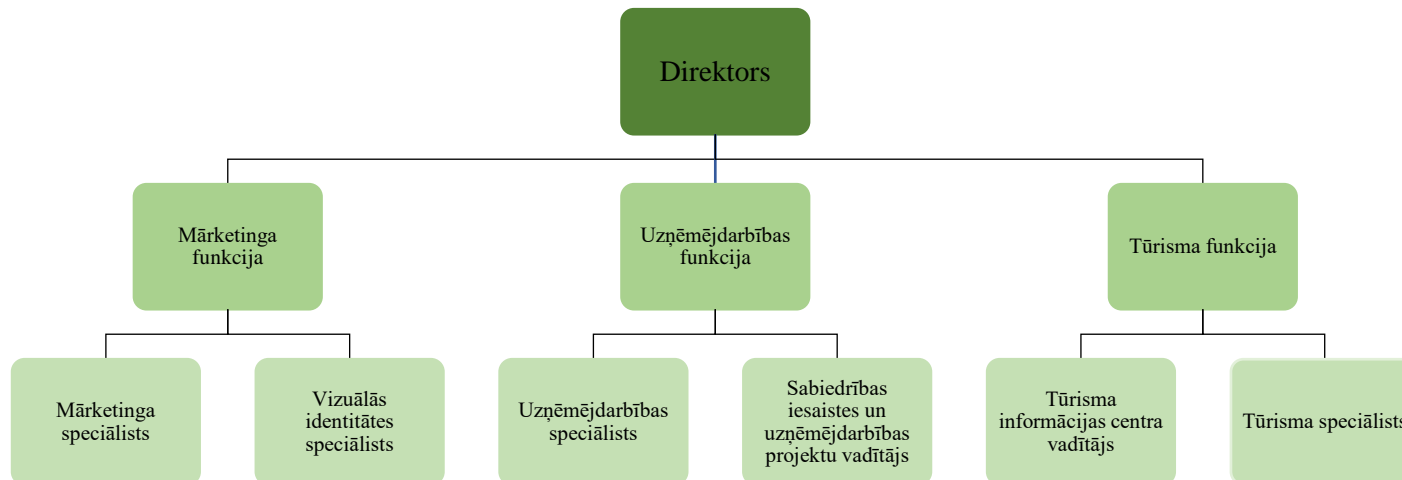 Direktors
Mārketinga
funkcija
Uzņēmējdarbības
funkcija
Tūrisma funkcija
Mārketinga
speciālists
Vizuālās
identitātes
speciālists
Uzņēmējdarbības
speciālists
Sabiedrības
iesaistes un
uzņēmējdarbības
projektu vadītājs
Tūrisma
informācijas centra
vadītājs
Tūrisma speciālists